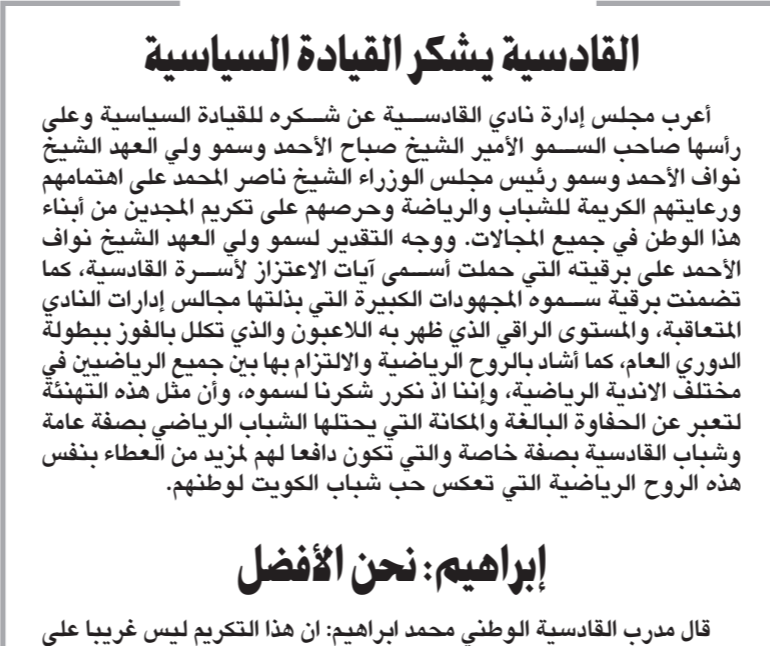 القادسية يشكر القيادة السياسية
أعرب مجلس إدارة نادي القادسية عن شكره للقيادة السياسية وعلى
رأسها صاحب السمو الأمير الشيخ صباح الأحمد وسمو ولي العهد الشيخ
نواف الأحمد وسمو رئيس مجلس الوزراء الشيخ ناصر المحمد على اهتمامهم
ورعايتهم الكريمة للشباب والرياضة وحرصهم على تكريم المجدين من أبناء
هذا الوطن في جميع المجالات. ووجه التقدير لسمو ولي العهد الشيخ نواف
الأحمد على برقيته التي حملت أسمى آيات الاعتزاز لأسرة القادسية، كما
تضمنت برقية سموه المجهودات الكبيرة التي بذلتها مجالس إدارات النادي
المتعاقبة، والمستوى الراقي الذي ظهر به اللاعبون والذي تكلل بالفوز ببطولة
الدوري العام، كما أشاد بالروح الرياضية والالتزام بها بين جميع الرياضيين في
مختلف الاندية الرياضية، وإننا اذ نكرر شكرنا لسموه، وأن مثل هذه التهنئة
لتعبر عن الحفاوة البالغة والمكانة التي يحتلها الشباب الرياضي بصفة عامة
وشباب القادسية بصفة خاصة والتي تكون دافعا لهم لمزيد من العطاء بنفس
هذه الروح الرياضية التي تعكس حب شباب الكويت لوطنهم.
إبراهيم: نحن الأفضل
قال مدرب القادسية الوطني محمد ابراهيم: ان هذا التكريم ليس غريبا على